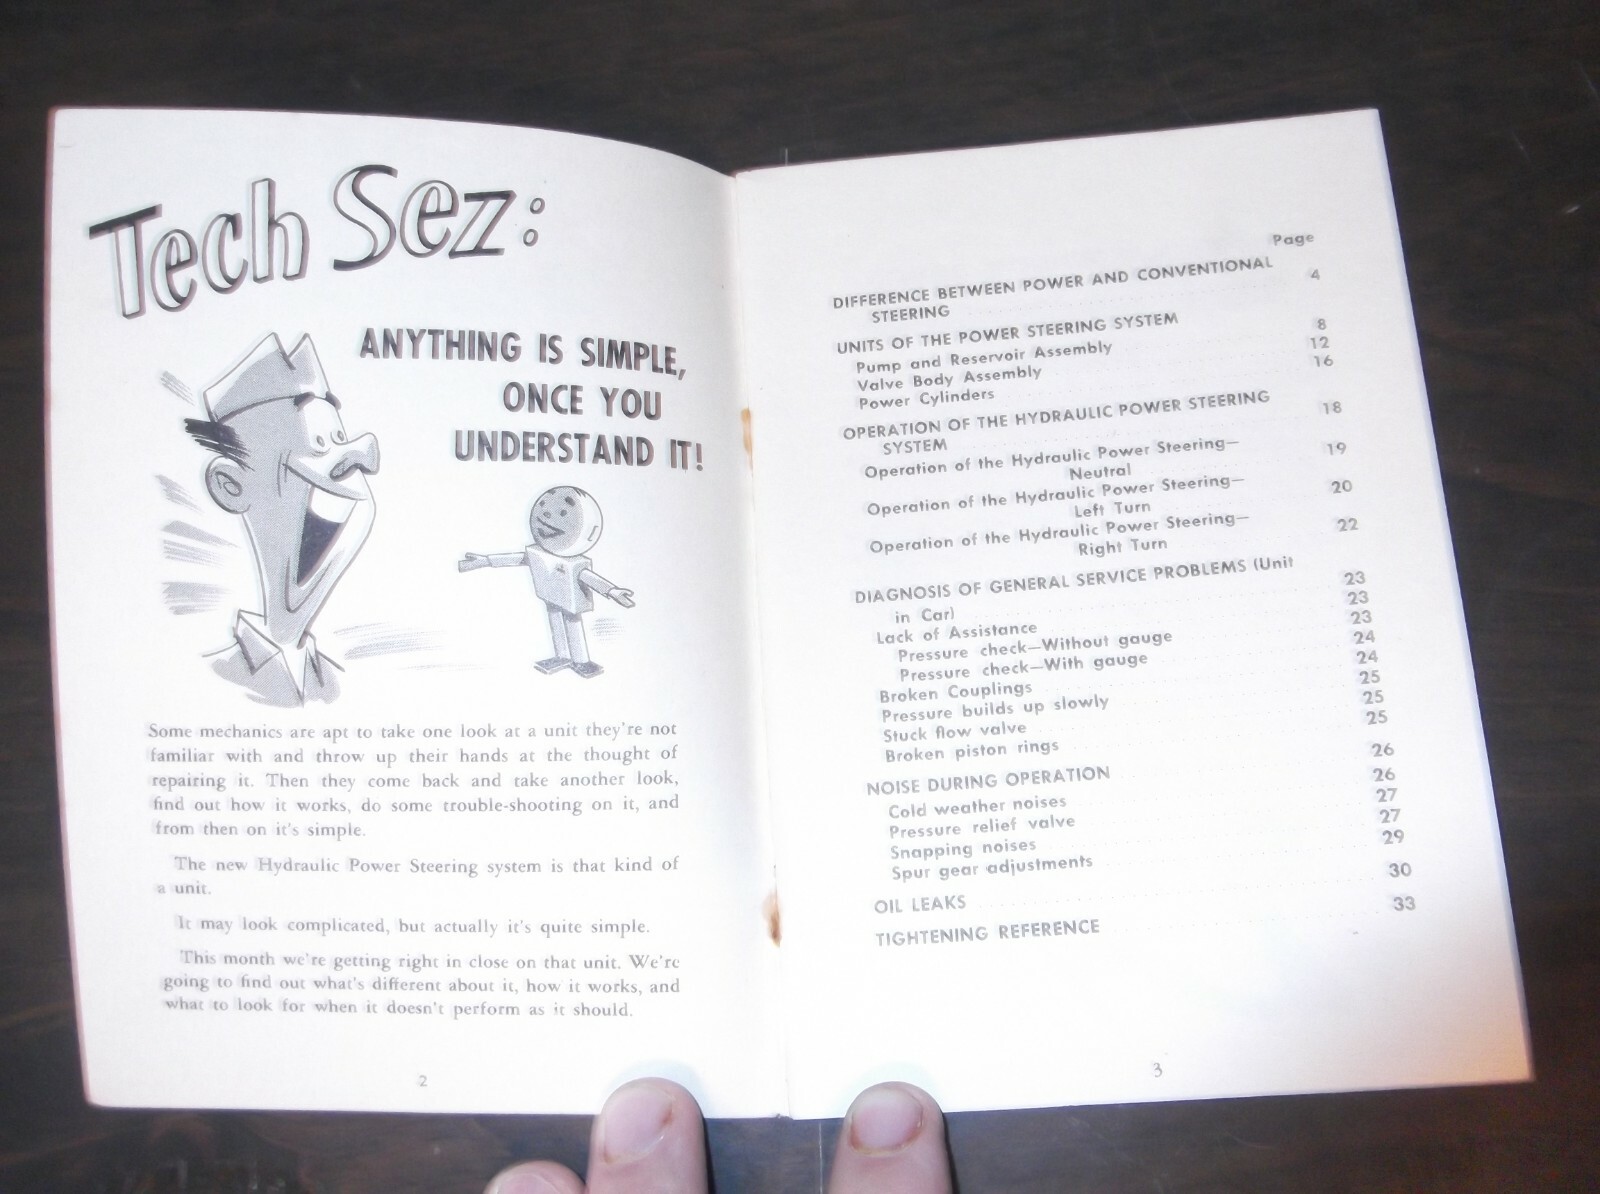 Tech Sez:
ANYTHING IS SIMPLE,
ONCE YOU
UNDERSTAND IT!
Some mechanics are apt to take one look at a unit they're not
familiar with and throw up their hands at the thought of
repairing it. Then they come back and take another look,
find out how it works, do some trouble-shooting on it, and
from then on it's simple.
The new Hydraulic Power Steering system is that kind of
a unit.
It may look complicated, but actually it's quite simple.
This month we're getting right in close on that unit. We're
going to find out what's different about it, how it works, and
what to look for when it doesn't perform as it should.
2
Page
DIFFERENCE BETWEEN POWER AND CONVENTIONAL
STEERING 4
UNITS OF THE POWER STEERING SYSTEM
Pump and Reservoir Assembly 8
Valve Body Assembly 12
Power Cylinders 16
OPERATION OF THE HYDRAULIC POWER STEERING
SYSTEM 18
Operation of the Hydraulic Power Steering—
Neutral 19
Operation of the Hydraulic Power Steering—
Left Turn 20
Operation of the Hydraulic Power Steering—
Right Turn 22
DIAGNOSIS OF GENERAL SERVICE PROBLEMS (Unit
in Car) 23
Lack of Assistance 23
Pressure check—Without gauge 23
Pressure check—With gauge 24
Broken Couplings 24
Pressure builds up slowly 25
Stuck flow valve 25
Broken piston rings 25
NOISE DURING OPERATION 26
Cold weather noises 26
Pressure relief valve 27
Snapping noises 27
Spur gear adjustments 29
OIL LEAKS 30
TIGHTENING REFERENCE 33
3